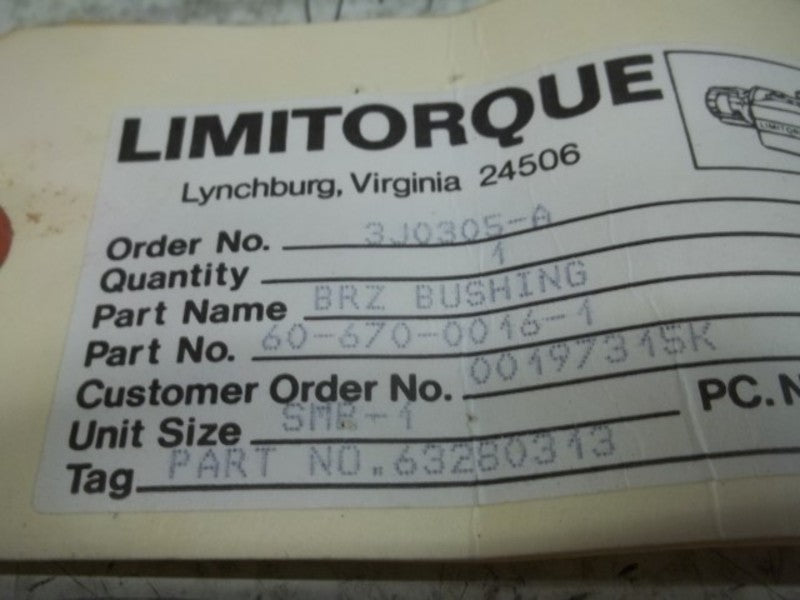 LIMITORQUE
Lynchburg, Virginia 24506
Order No. 3J0305-A
Quantity 1
Part Name BRZ BUSHING
Part No. 60-670-0016-1
Customer Order No. 00197315K
Unit Size SMB-1 PC. N
Tag PART NO. 63280313